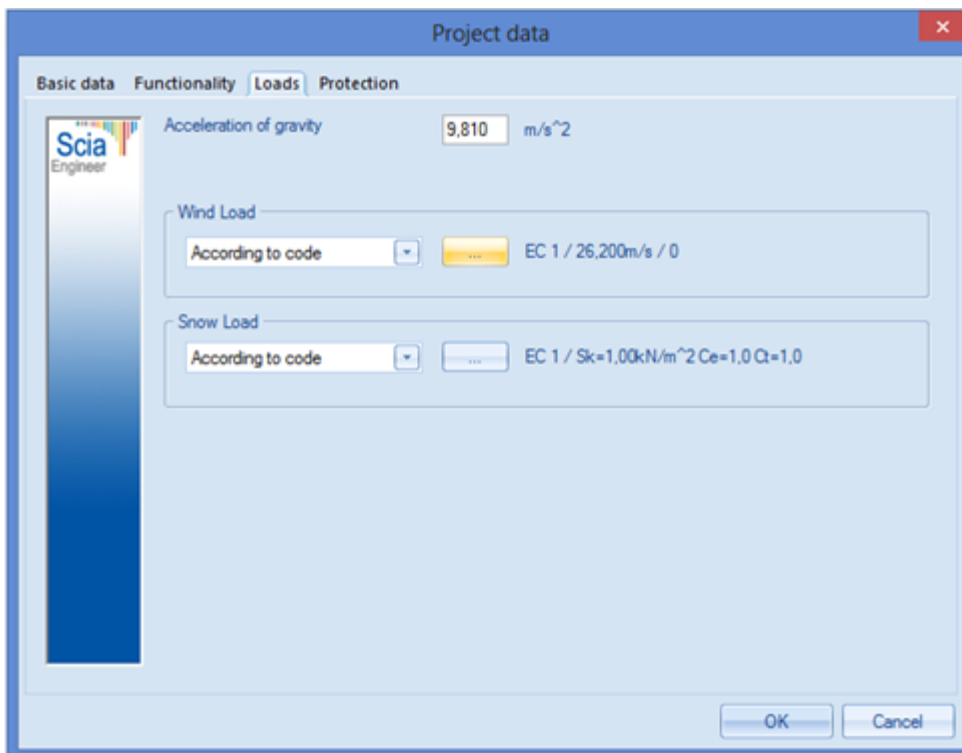 Project data
Basic data Functionality Loads Protection
Scia
Engineer
Acceleration of gravity 9,810 m/s^2
Wind Load
According to code ... EC 1 / 26,200m/s / 0
Snow Load
According to code ... EC 1 / Sk=1,00kN/m^2 Ce=1,0 Ct=1,0
OK Cancel